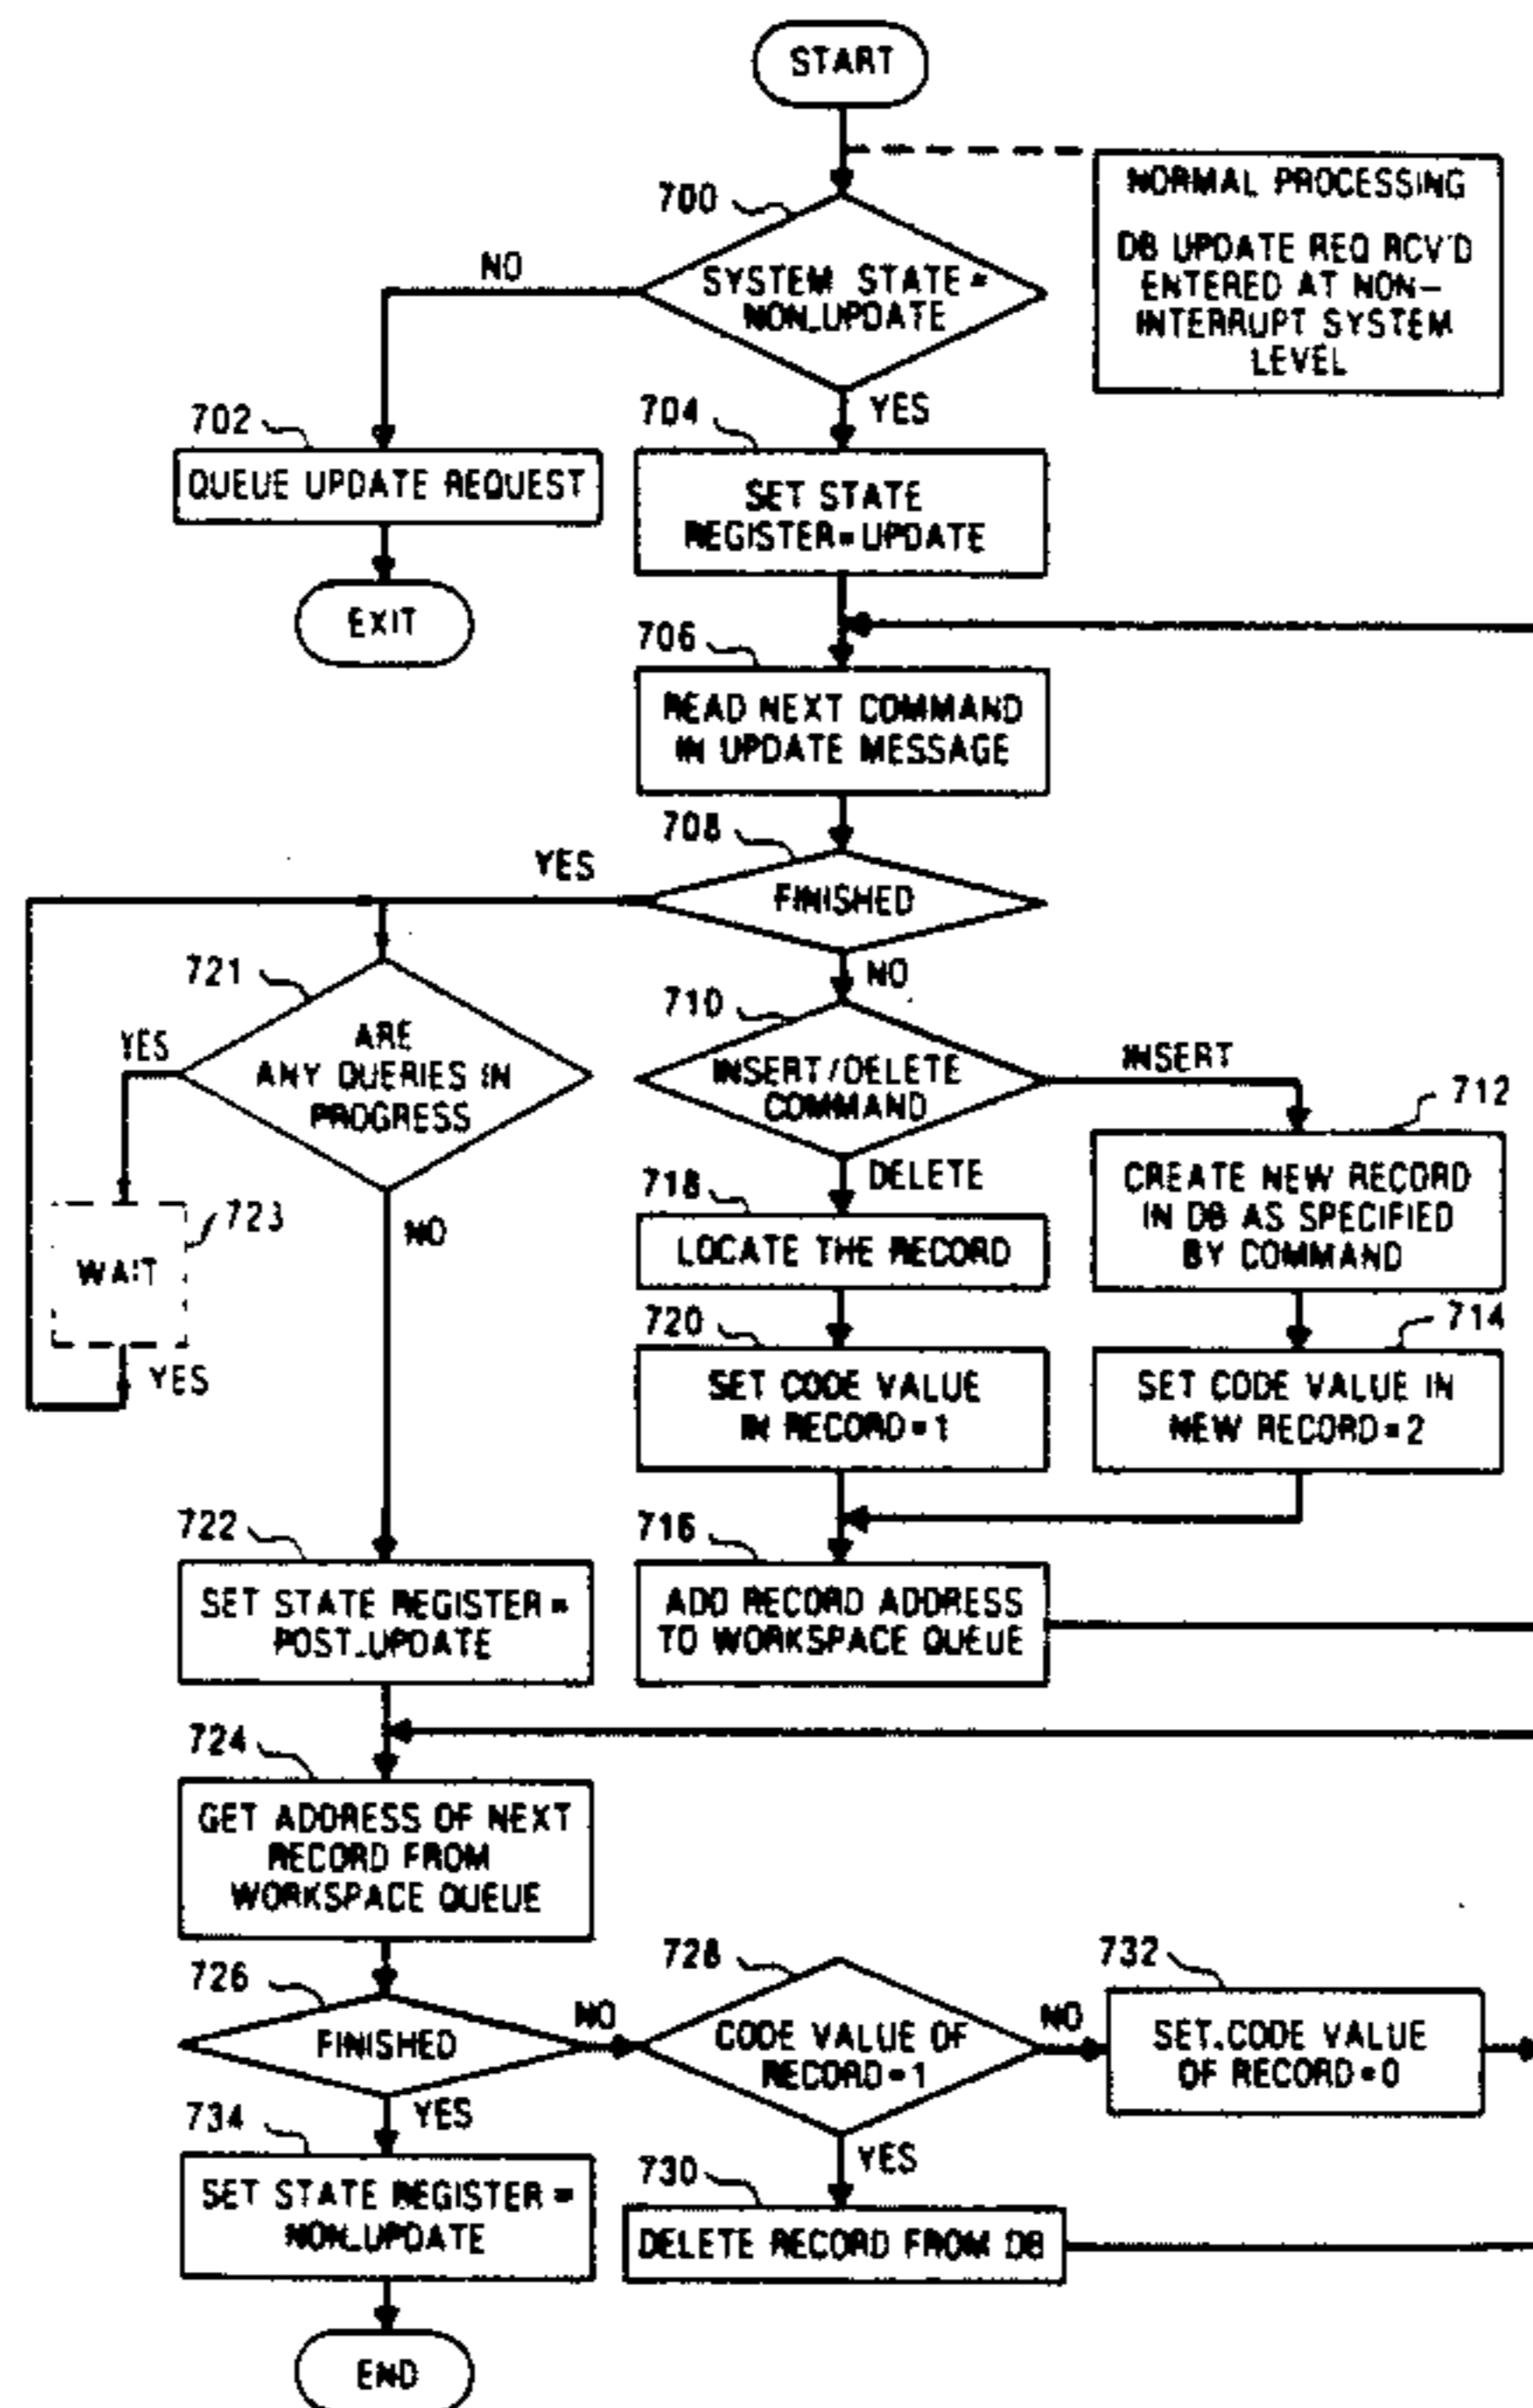 START
NORMAL PROCESSING
DB UPDATE REQ RCV'D
ENTERED AT NON-
INTERRUPT SYSTEM
LEVEL
700
SYSTEM STATE =
NON_UPDATE
NO
YES
702
QUEUE UPDATE REQUEST
EXIT
704
SET STATE
REGISTER=UPDATE
706
READ NEXT COMMAND
IN UPDATE MESSAGE
708
FINISHED
YES
NO
721
ARE
ANY QUERIES IN
PROGRESS
YES
NO
723
WAIT
YES
710
INSERT/DELETE
COMMAND
INSERT
DELETE
712
CREATE NEW RECORD
IN DB AS SPECIFIED
BY COMMAND
718
LOCATE THE RECORD
714
SET CODE VALUE IN
NEW RECORD=2
720
SET CODE VALUE
IN RECORD=1
716
ADD RECORD ADDRESS
TO WORKSPACE QUEUE
722
SET STATE REGISTER=
POST_UPDATE
724
GET ADDRESS OF NEXT
RECORD FROM
WORKSPACE QUEUE
726
FINISHED
NO
YES
728
CODE VALUE OF
RECORD=1
NO
YES
732
SET CODE VALUE
OF RECORD=0
730
DELETE RECORD FROM DB
734
SET STATE REGISTER=
NON_UPDATE
END